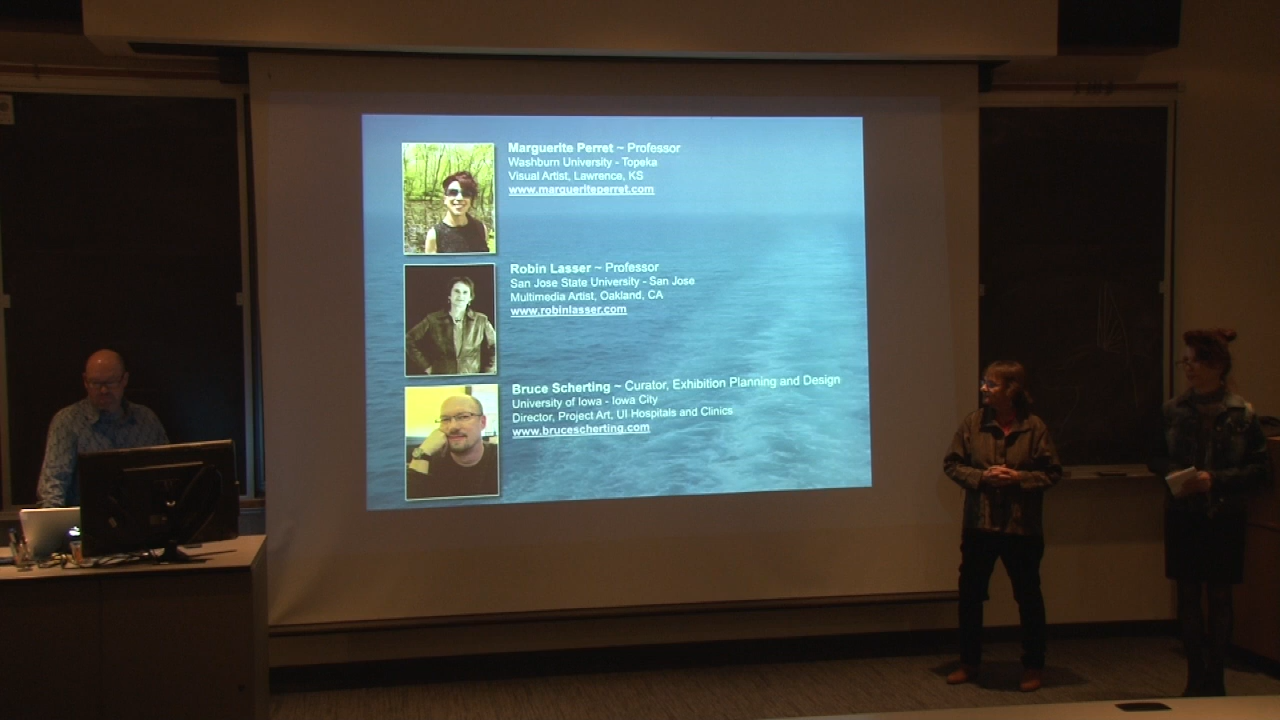 Marguerite Perret ~ Professor
Washburn University - Topeka
Visual Artist, Lawrence, KS
www.margueriteperret.com
Robin Lasser ~ Professor
San Jose State University - San Jose
Multimedia Artist, Oakland, CA
www.robinlasser.com
Bruce Scherting ~ Curator, Exhibition Planning and Design
University of Iowa - Iowa City
Director, Project Art, UI Hospitals and Clinics
www.brucescherting.com